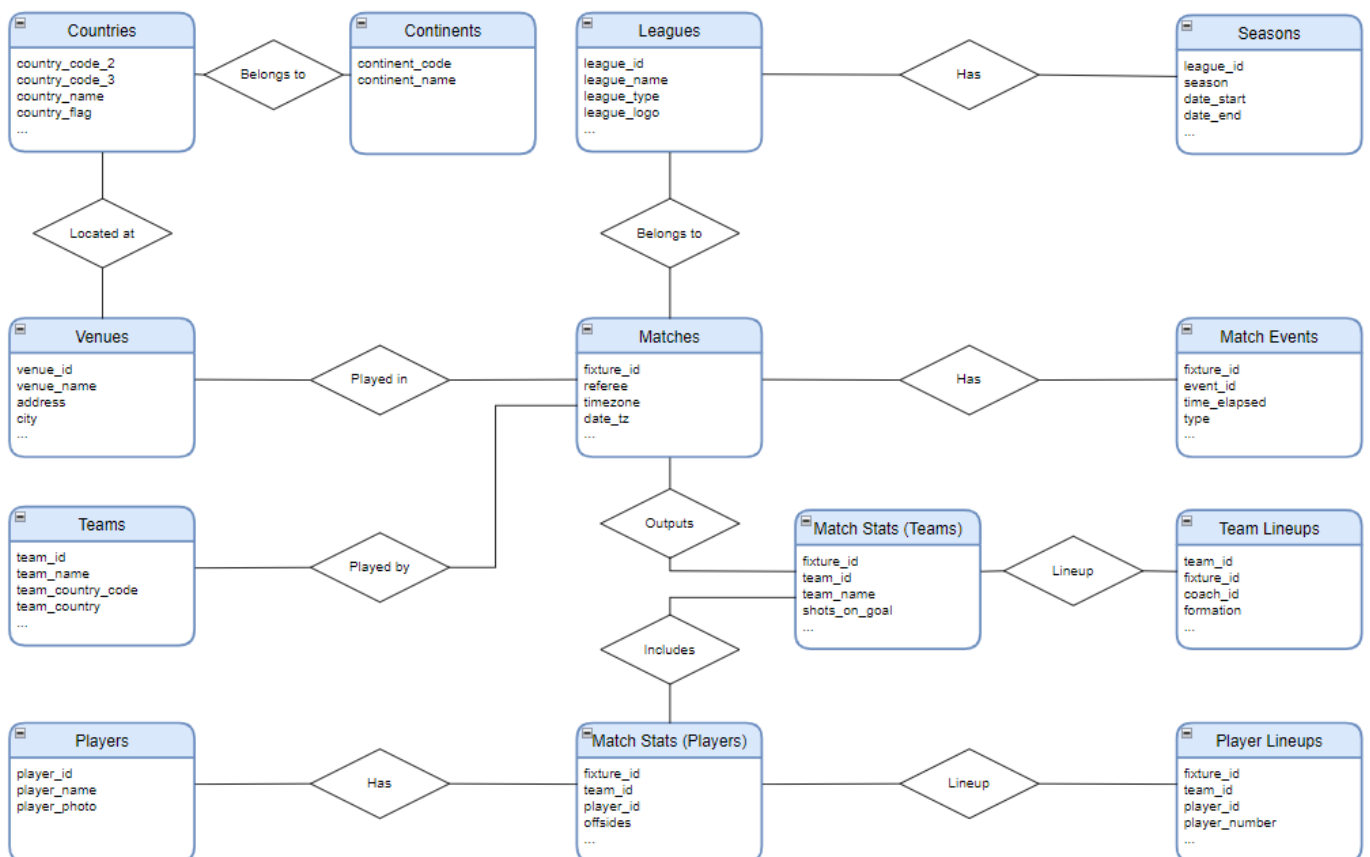 Countries
country_code_2
country_code_3
country_name
country_flag
...
Belongs to
Continents
continent_code
continent_name
Leagues
league_id
league_name
league_type
league_logo
...
Has
Seasons
league_id
season
date_start
date_end
...
Located at
Belongs to
Venues
venue_id
venue_name
address
city
...
Played in
Matches
fixture_id
referee
timezone
date_tz
...
Has
Match Events
fixture_id
event_id
time_elapsed
type
...
Teams
team_id
team_name
team_country_code
team_country
...
Played by
Outputs
Match Stats (Teams)
fixture_id
team_id
team_name
shots_on_goal
...
Lineup
Team Lineups
team_id
fixture_id
coach_id
formation
...
Includes
Players
player_id
player_name
player_photo
Has
Match Stats (Players)
fixture_id
team_id
player_id
offsides
...
Lineup
Player Lineups
fixture_id
team_id
player_id
player_number
...